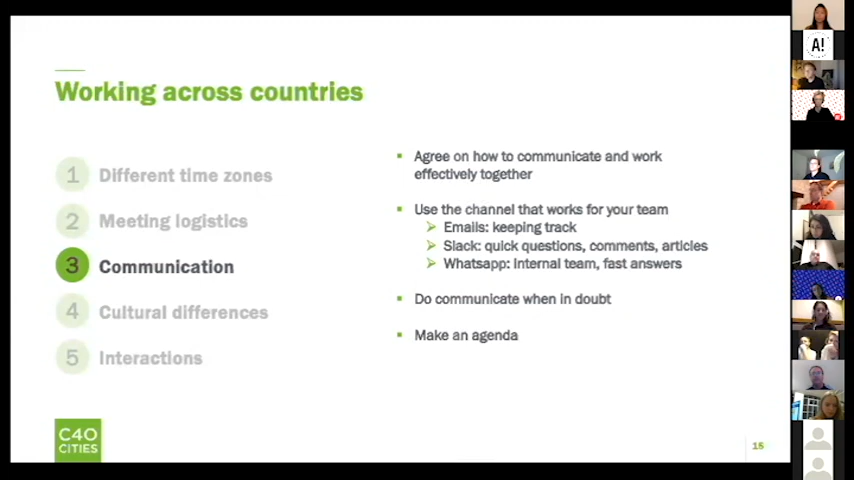 Working across countries
1 Different time zones
2 Meeting logistics
3 Communication
4 Cultural differences
5 Interactions
Agree on how to communicate and work
effectively together
Use the channel that works for your team
Emails: keeping track
Slack: quick questions, comments, articles
Whatsapp: internal team, fast answers
Do communicate when in doubt
Make an agenda
C40
CITIES
15
A!